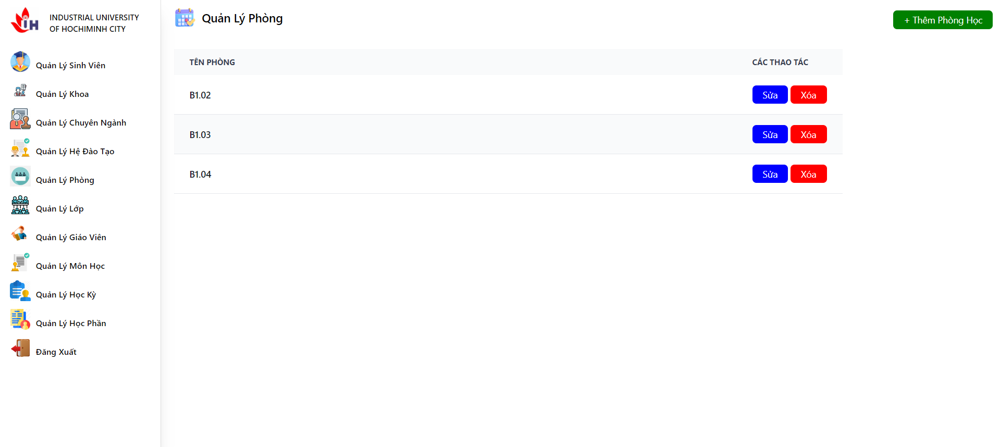 INDUSTRIAL UNIVERSITY
OF HOCHIMINH CITY
Quản Lý Sinh Viên
Quản Lý Khoa
Quản Lý Chuyên Ngành
Quản Lý Hệ Đào Tạo
Quản Lý Phòng
Quản Lý Lớp
Quản Lý Giáo Viên
Quản Lý Môn Học
Quản Lý Học Kỳ
Quản Lý Học Phần
Đăng Xuất
Quản Lý Phòng
+ Thêm Phòng Học
TÊN PHÒNG CÁC THAO TÁC
B1.02 Sửa Xóa
B1.03 Sửa Xóa
B1.04 Sửa Xóa